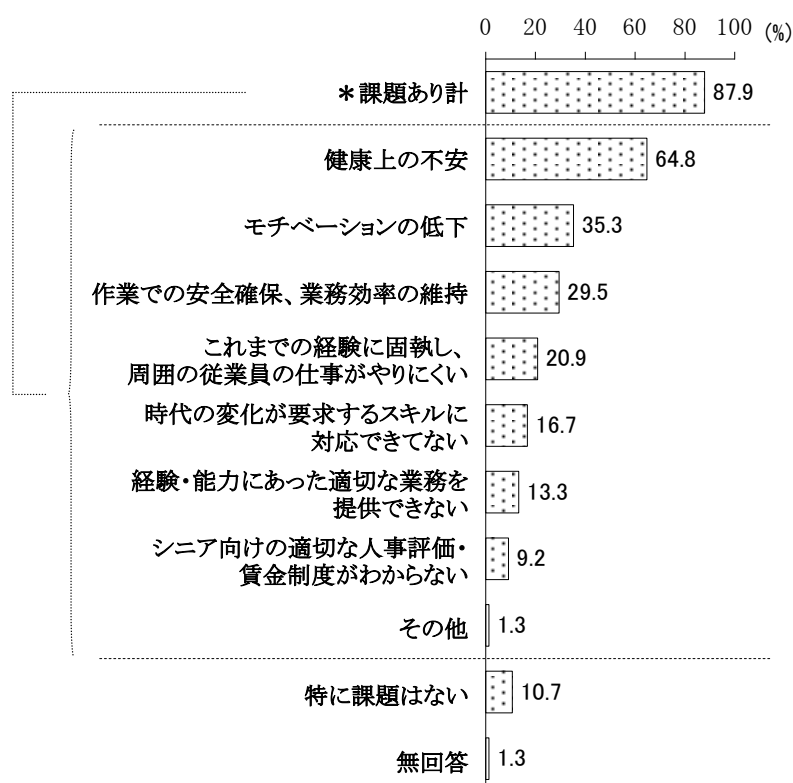 0 20 40 60 80 100 (%)
＊課題あり計 87.9
健康上の不安 64.8
モチベーションの低下 35.3
作業での安全確保、業務効率の維持 29.5
これまでの経験に固執し、
周囲の従業員の仕事がやりにくい 20.9
時代の変化が要求するスキルに
対応できてない 16.7
経験・能力にあった適切な業務を
提供できない 13.3
シニア向けの適切な人事評価・
賃金制度がわからない 9.2
その他 1.3
特に課題はない 10.7
無回答 1.3